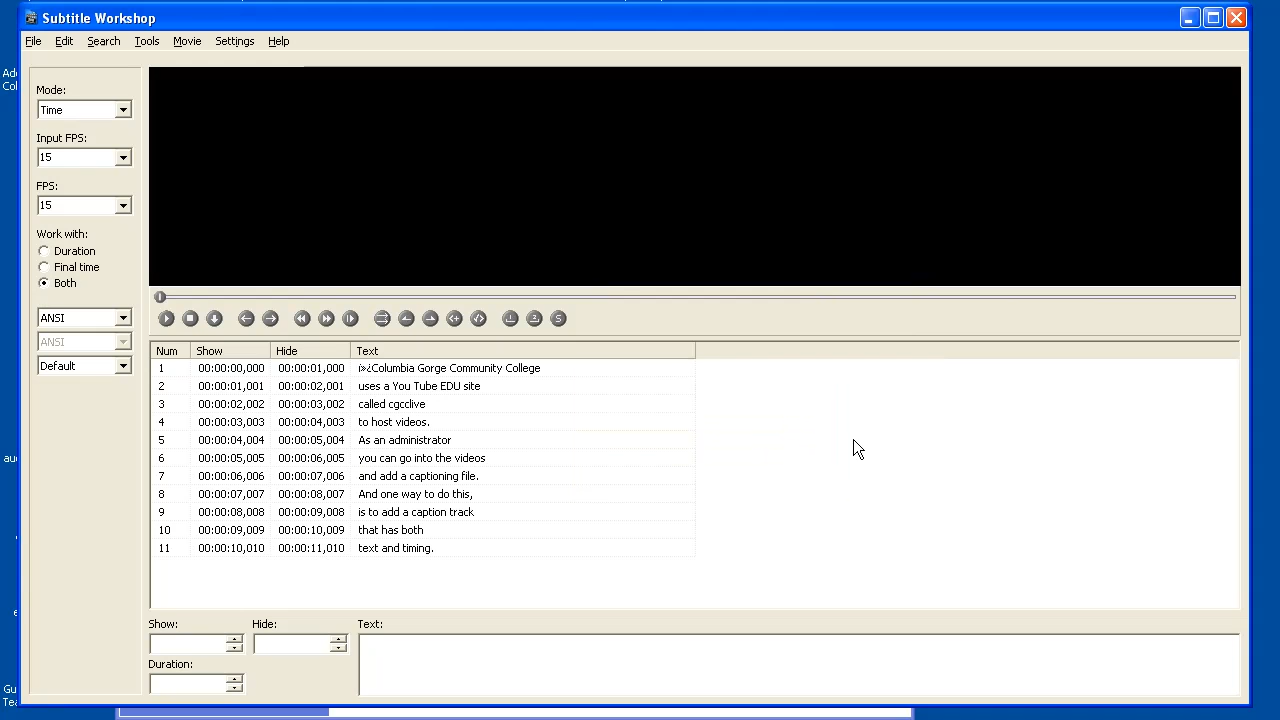 Subtitle Workshop
File Edit Search Tools Movie Settings Help
Mode:
Time
Input FPS:
15
FPS:
15
Work with:
Duration
Final time
Both
ANSI
ANSI
Default
Num Show Hide Text
1 00:00:00,000 00:00:01,000 ï»¿Columbia Gorge Community College
2 00:00:01,001 00:00:02,001 uses a You Tube EDU site
3 00:00:02,002 00:00:03,002 called cgcclive
4 00:00:03,003 00:00:04,003 to host videos.
5 00:00:04,004 00:00:05,004 As an administrator
6 00:00:05,005 00:00:06,005 you can go into the videos
7 00:00:06,006 00:00:07,006 and add a captioning file.
8 00:00:07,007 00:00:08,007 And one way to do this,
9 00:00:08,008 00:00:09,008 is to add a caption track
10 00:00:09,009 00:00:10,009 that has both
11 00:00:10,010 00:00:11,010 text and timing.
Show: Hide: Text:
Duration: